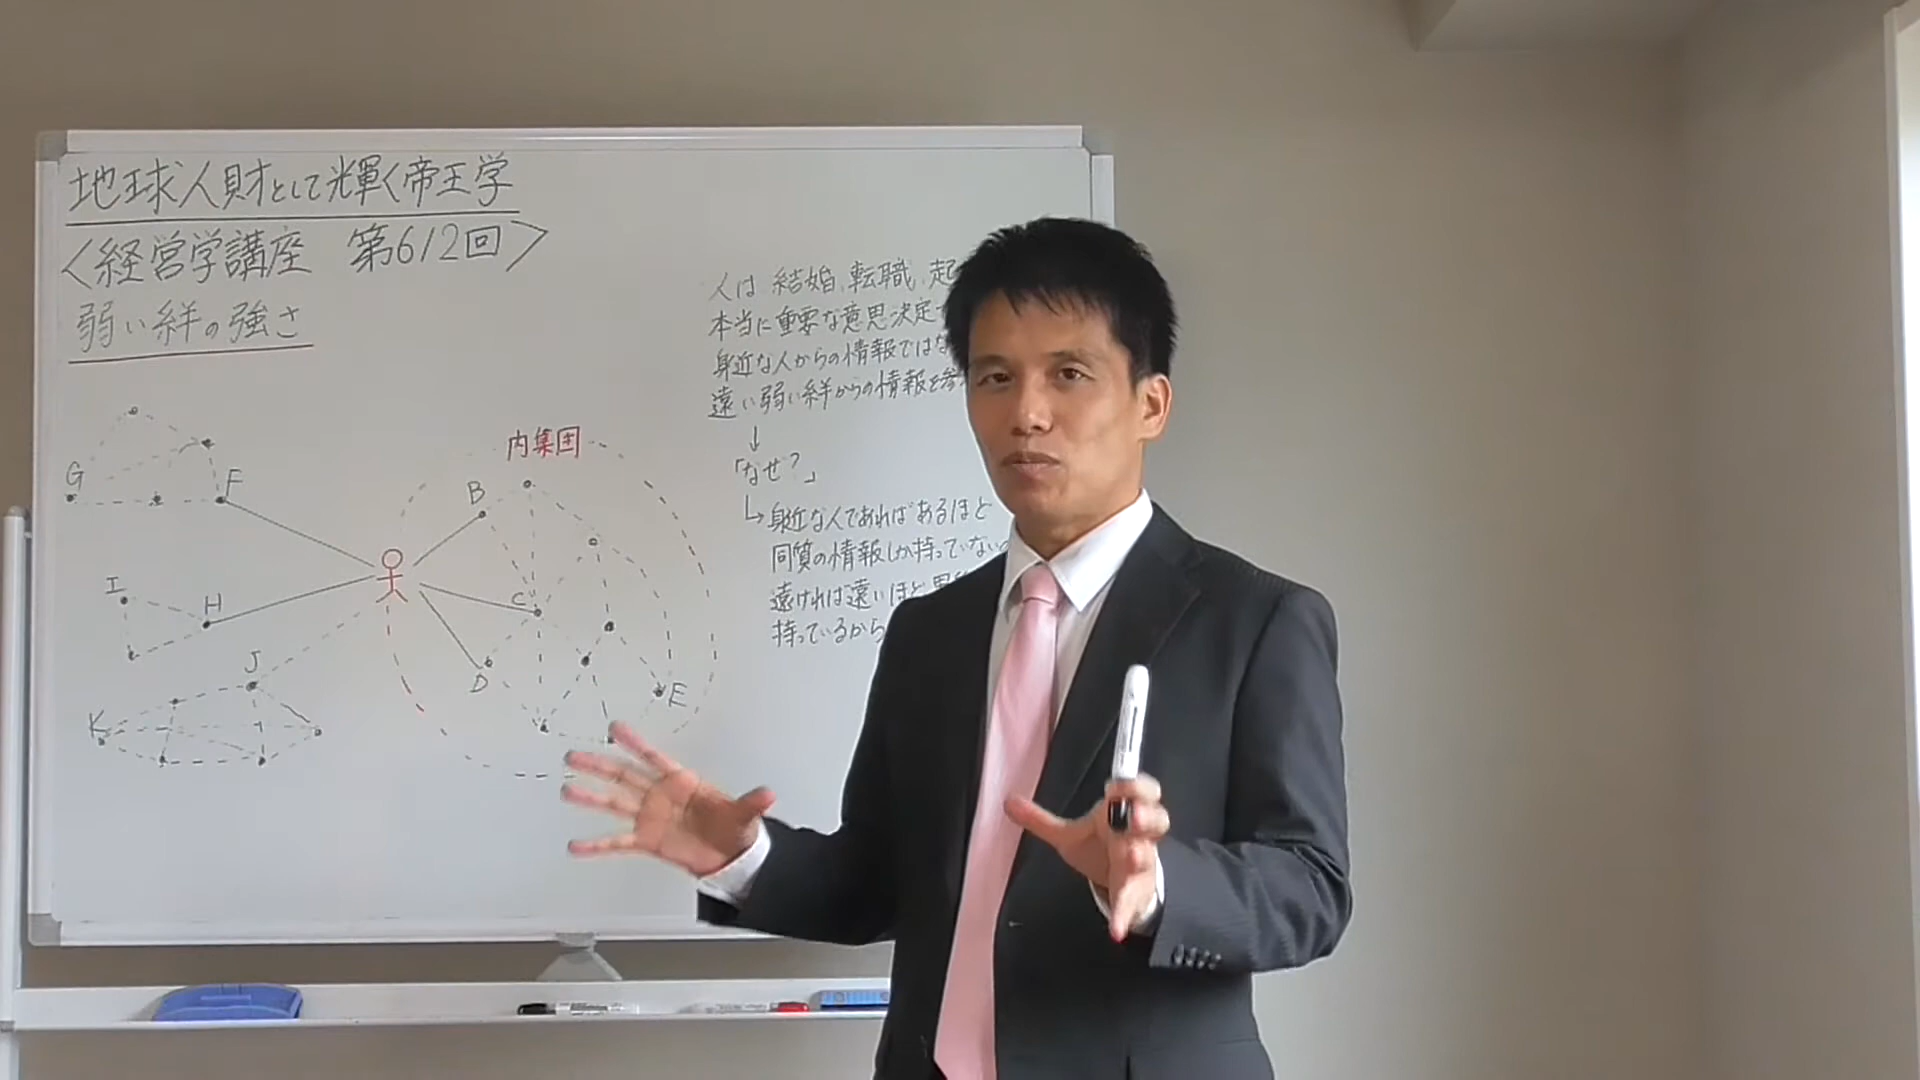 地球人財として輝く帝王学
<経営学講座 第612回>
弱い絆の強さ
人は 結婚、転職、起
本当に重要な意思決定
身近な人からの情報ではな
遠い弱い絆からの情報を参
↓
「なぜ?」
↳身近な人であればあるほど
同質の情報しか持っていない
遠ければ遠いほど
持っているから
内集団
B
C
D
E
F
G
H
I
J
K